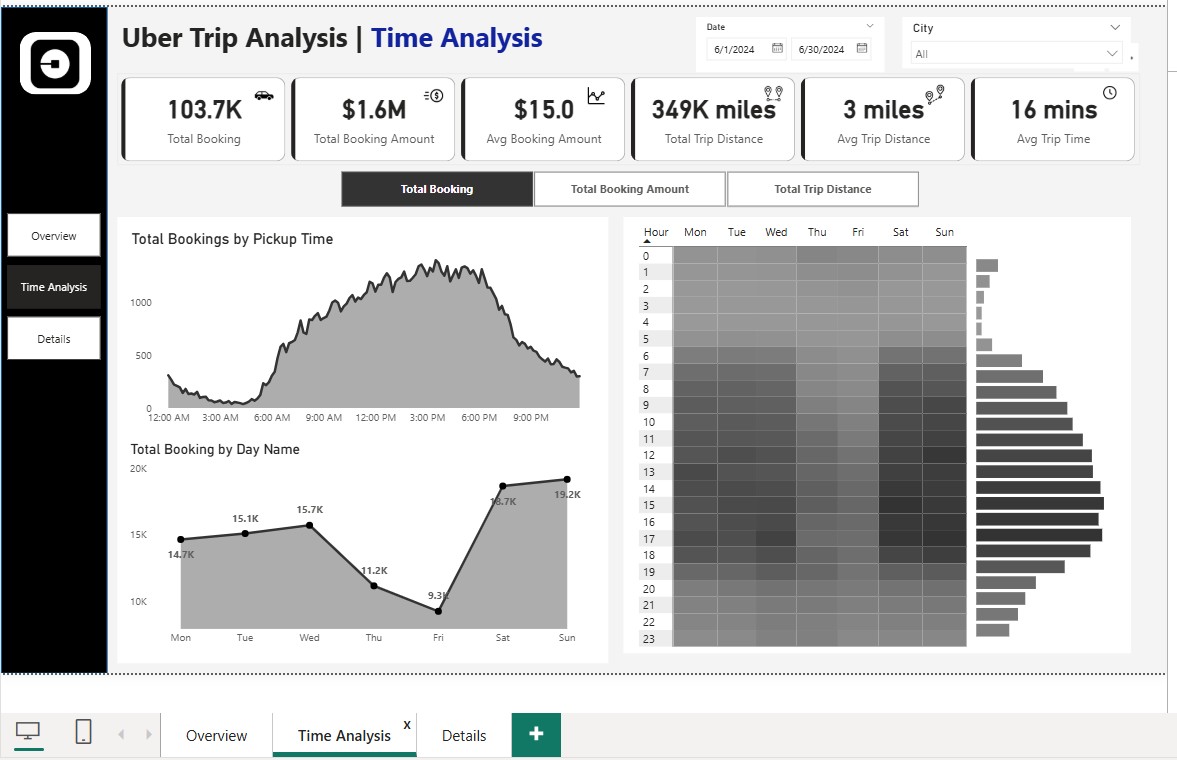 Uber Trip Analysis | Time Analysis
Date
6/1/2024
6/30/2024
City
All
103.7K
Total Booking
$1.6M
Total Booking Amount
$15.0
Avg Booking Amount
349K miles
Total Trip Distance
3 miles
Avg Trip Distance
16 mins
Avg Trip Time
Total Booking
Total Booking Amount
Total Trip Distance
Overview
Time Analysis
Details
Total Bookings by Pickup Time
1000
500
0
12:00 AM 3:00 AM 6:00 AM 9:00 AM 12:00 PM 3:00 PM 6:00 PM 9:00 PM
Total Booking by Day Name
20K
15K
10K
14.7K
15.1K
15.7K
11.2K
9.3K
18.7K
19.2K
Mon Tue Wed Thu Fri Sat Sun
Hour Mon Tue Wed Thu Fri Sat Sun
0
1
2
3
4
5
6
7
8
9
10
11
12
13
14
15
16
17
18
19
20
21
22
23
Overview
Time Analysis
X
Details
+